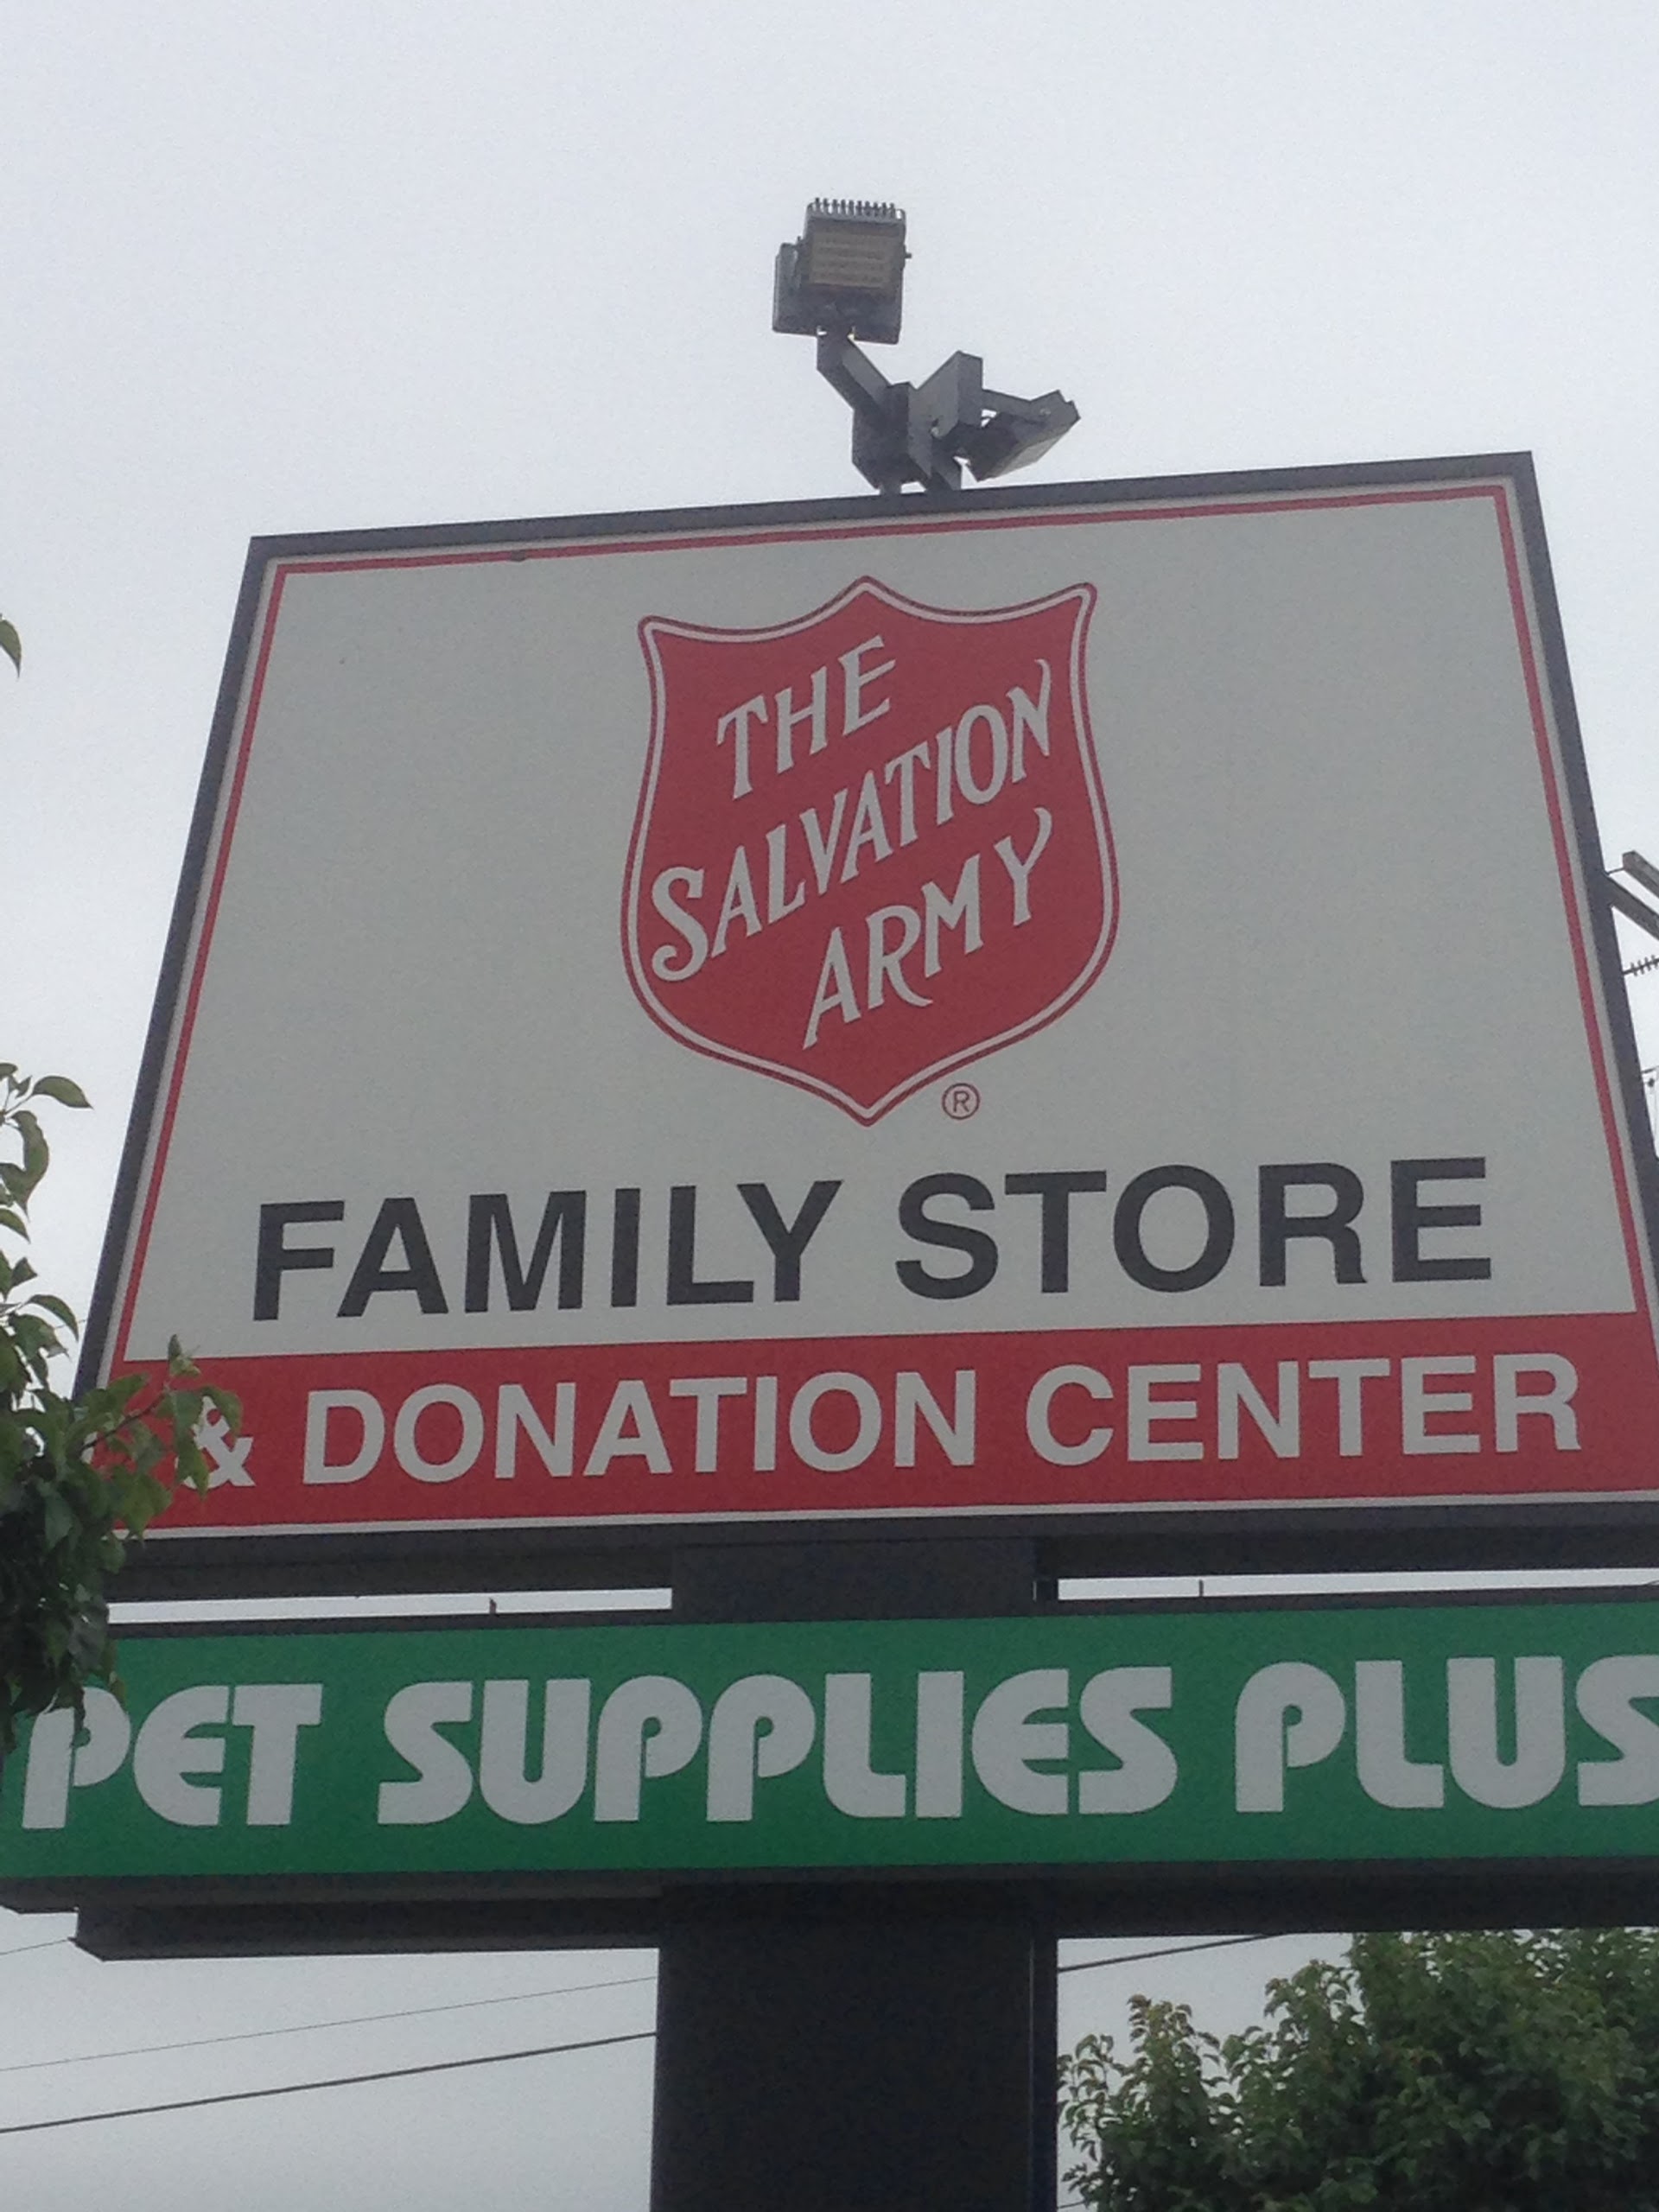 THE
SALVATION
ARMY
®
FAMILY STORE
& DONATION CENTER
PET SUPPLIES PLUS